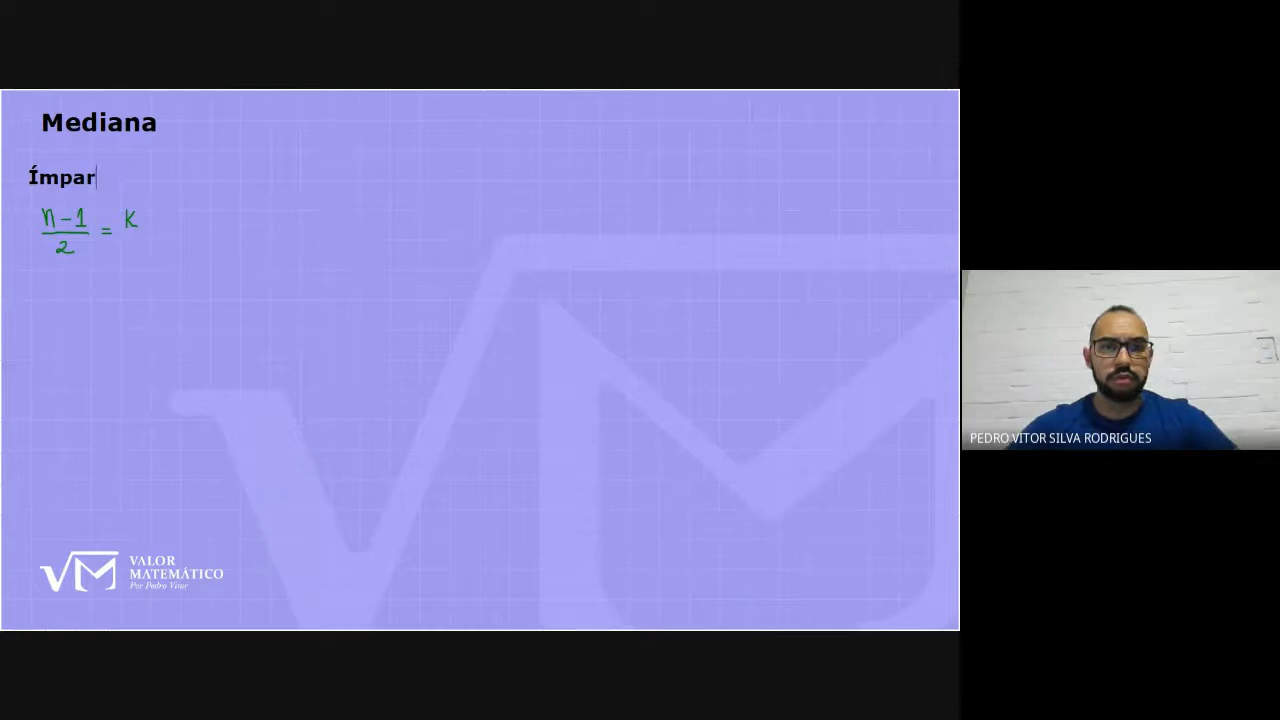 Mediana
Ímpar
n-1
2
= K
VALOR
MATEMÁTICO
Por Pedro Vitor
PEDRO VITOR SILVA RODRIGUES